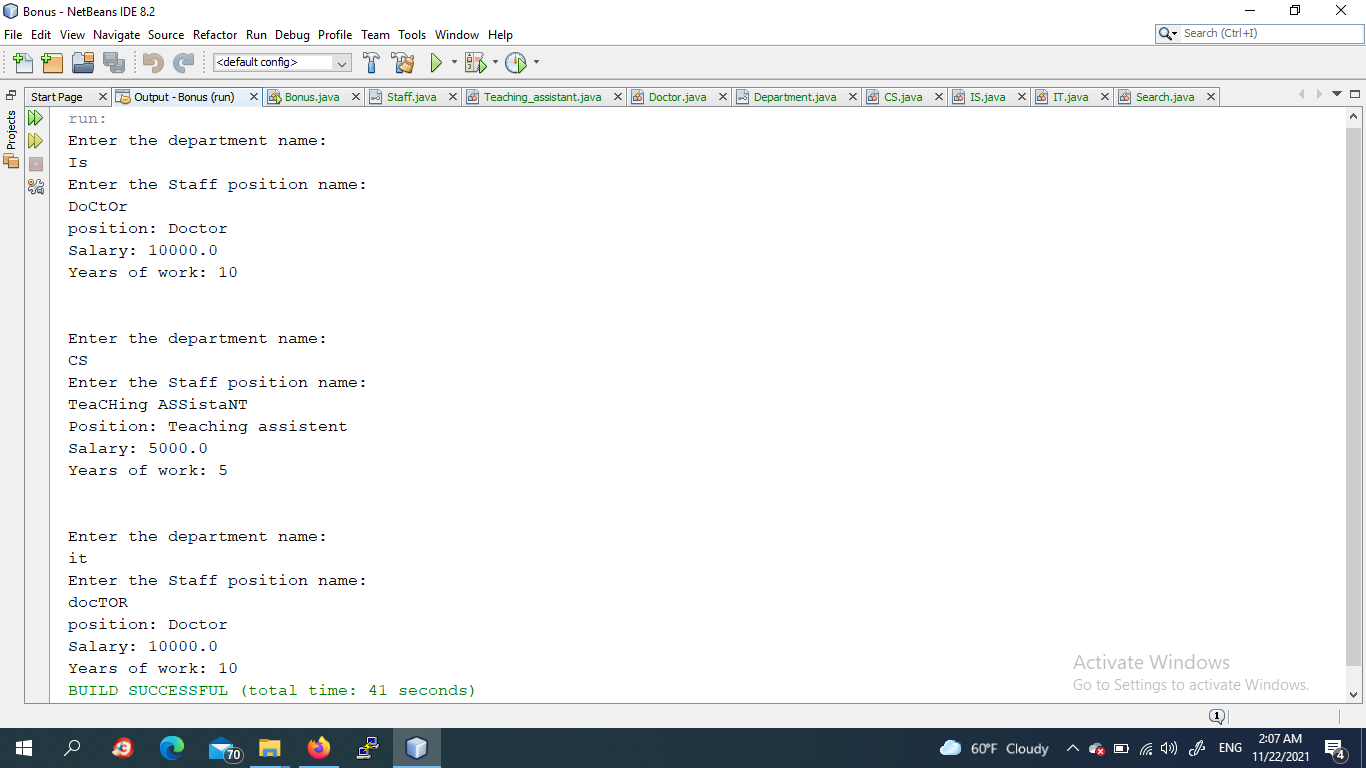 Bonus - NetBeans IDE 8.2
File Edit View Navigate Source Refactor Run Debug Profile Team Tools Window Help
Search (Ctrl+I)
<default config>
Start Page Output - Bonus (run) Bonus.java Staff.java Teaching_assistant.java Doctor.java Department.java CS.java IS.java IT.java Search.java
Projects
run:
Enter the department name:
Is
Enter the Staff position name:
DoCtOr
position: Doctor
Salary: 10000.0
Years of work: 10
Enter the department name:
CS
Enter the Staff position name:
TeaCHing ASSistaNT
Position: Teaching assistent
Salary: 5000.0
Years of work: 5
Enter the department name:
it
Enter the Staff position name:
docTOR
position: Doctor
Salary: 10000.0
Years of work: 10
BUILD SUCCESSFUL (total time: 41 seconds)
Activate Windows
Go to Settings to activate Windows.
1
70
60°F Cloudy
ENG
2:07 AM
11/22/2021
4